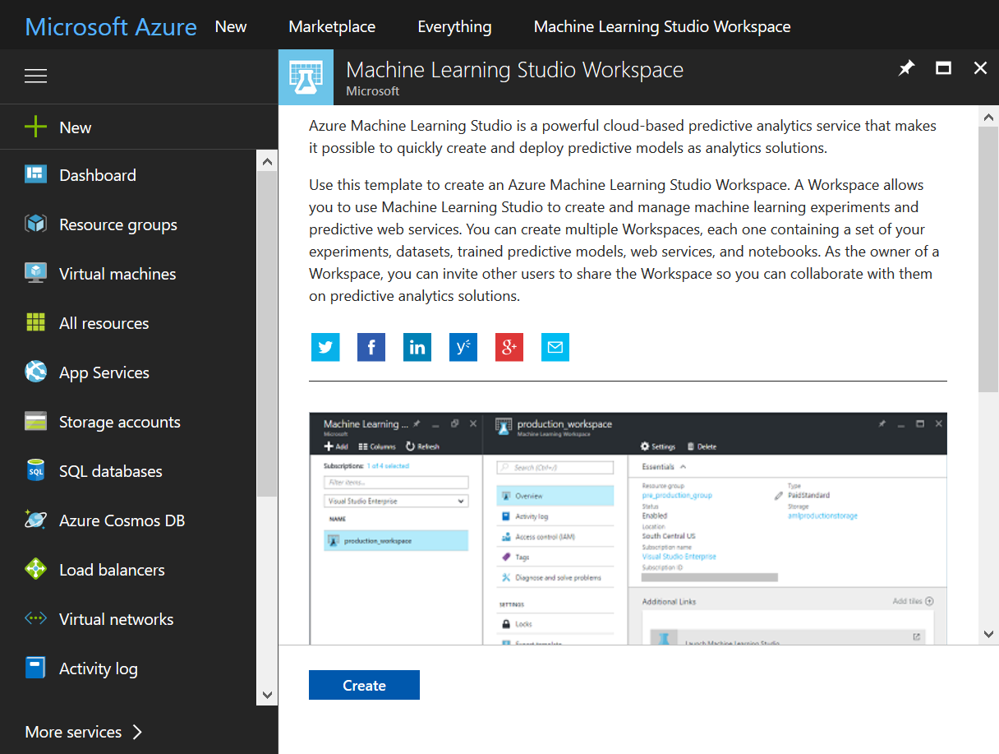 Microsoft Azure New Marketplace Everything Machine Learning Studio Workspace
Machine Learning Studio Workspace
Microsoft
New
Dashboard
Resource groups
Virtual machines
All resources
App Services
Storage accounts
SQL
SQL databases
Azure Cosmos DB
Load balancers
Virtual networks
Activity log
More services
Azure Machine Learning Studio is a powerful cloud-based predictive analytics service that makes
it possible to quickly create and deploy predictive models as analytics solutions.
Use this template to create an Azure Machine Learning Studio Workspace. A Workspace allows
you to use Machine Learning Studio to create and manage machine learning experiments and
predictive web services. You can create multiple Workspaces, each one containing a set of your
experiments, datasets, trained predictive models, web services, and notebooks. As the owner of a
Workspace, you can invite other users to share the Workspace so you can collaborate with them
on predictive analytics solutions.
f in y g+
Machine Learning ...
Microsoft
Add Columns Refresh
Subscriptions: 1 of 4 selected
Filter items...
Visual Studio Enterprise
NAME
production_workspace
production_workspace
Machine Learning Workspace
Settings Delete
Search (Ctrl+/)
Overview
Activity log
Access control (IAM)
Tags
Diagnose and solve problems
SETTINGS
Locks
Export template
Essentials
Resource group
pre_production_group
Status
Enabled
Location
South Central US
Subscription name
Visual Studio Enterprise
Subscription ID
Type
PaidStandard
Storage
amlproductionstorage
Additional Links Add tiles
Launch Machine Learning Studio
Create